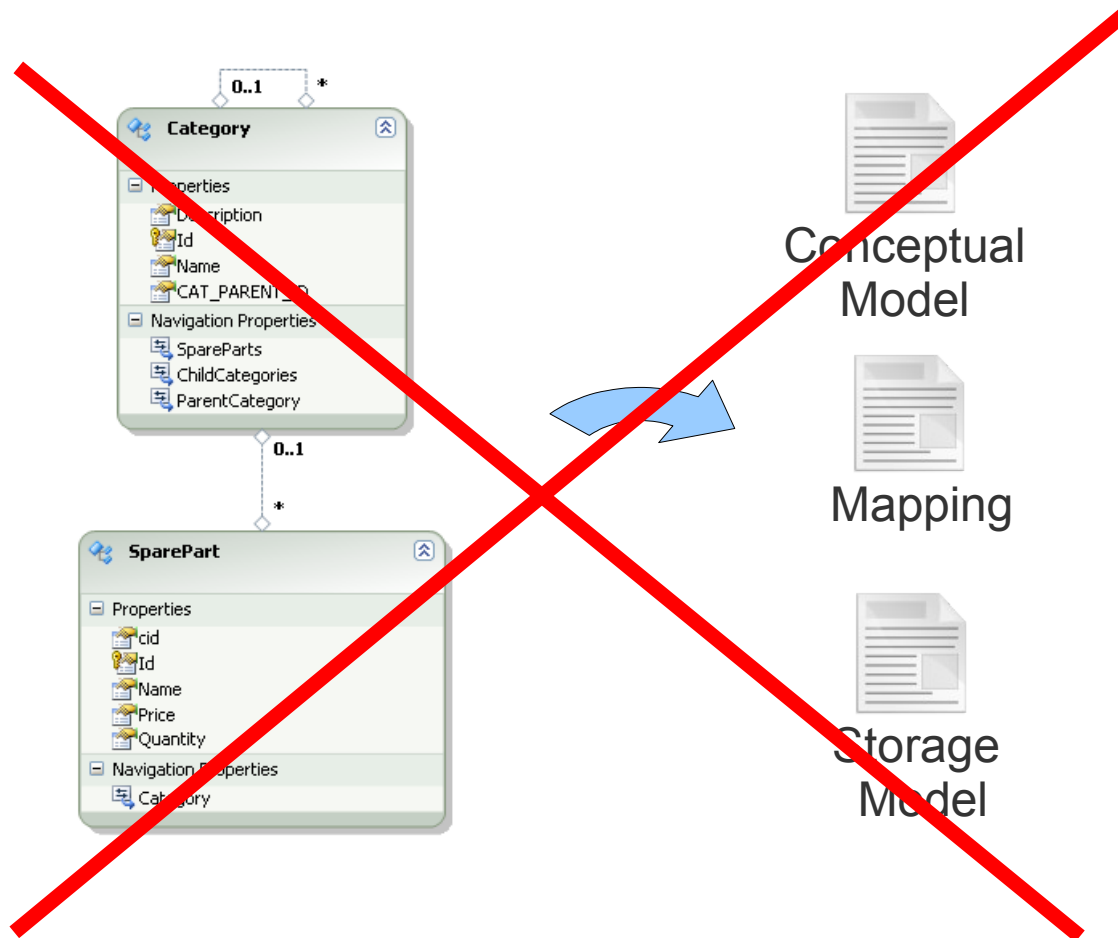 0..1
*
Category
Properties
Description
Id
Name
CAT_PARENT_ID
Navigation Properties
SpareParts
ChildCategories
ParentCategory
0..1
*
SparePart
Properties
cid
Id
Name
Price
Quantity
Navigation Properties
Category
Conceptual
Model
Mapping
Storage
Model